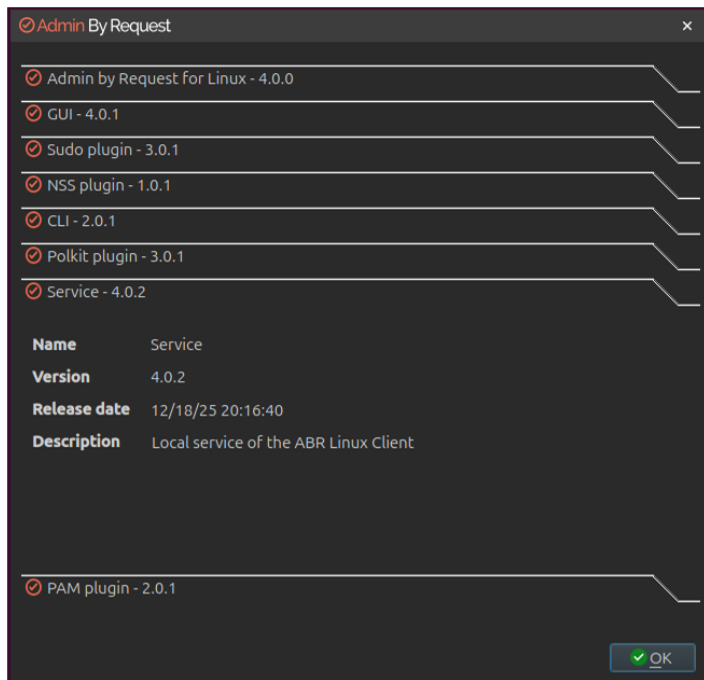 Admin By Request
Admin by Request for Linux - 4.0.0
GUI - 4.0.1
Sudo plugin - 3.0.1
NSS plugin - 1.0.1
CLI - 2.0.1
Polkit plugin - 3.0.1
Service - 4.0.2
Name Service
Version 4.0.2
Release date 12/18/25 20:16:40
Description Local service of the ABR Linux Client
PAM plugin - 2.0.1
OK